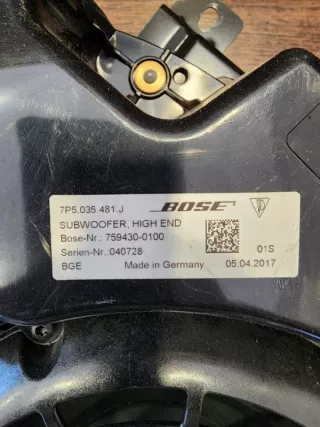 7P5.035.481.J BOSE
SUBWOOFER, HIGH END
Bose-Nr.: 759430-0100
Serien-Nr.:040728 01S
BGE Made in Germany 05.04.2017